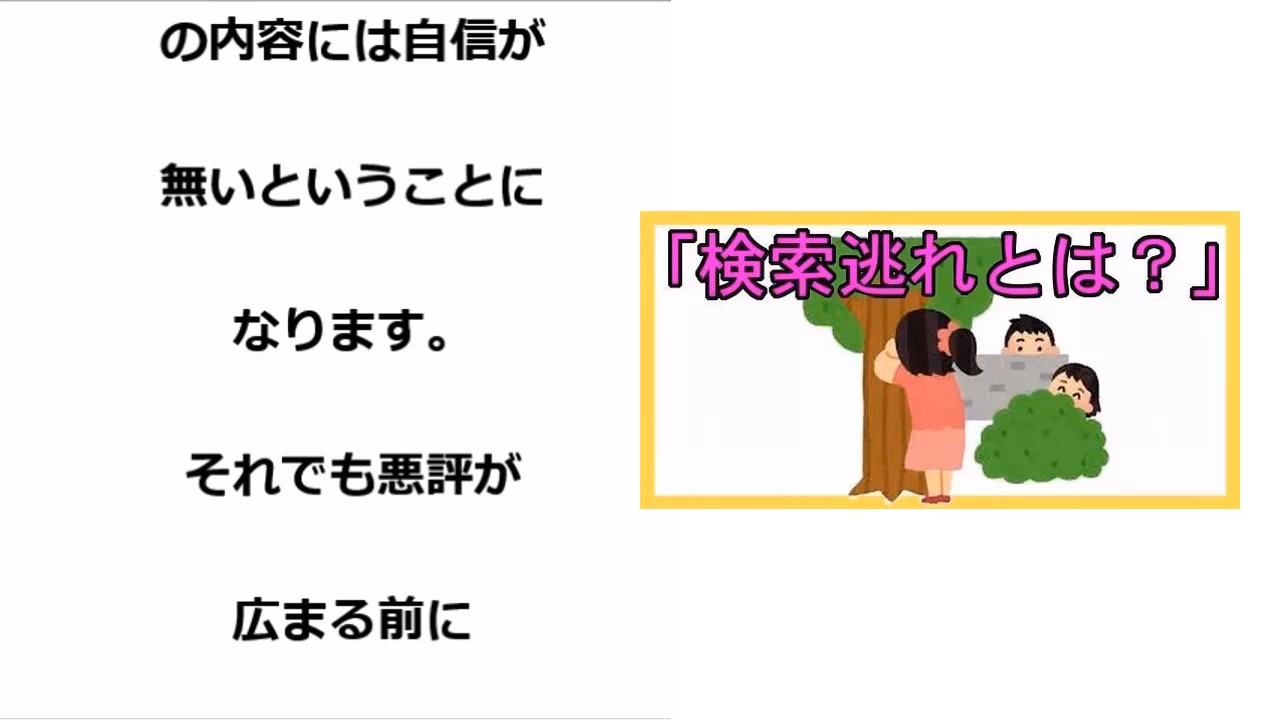 の内容には自信が
無いということに
なります。
それでも悪評が
広まる前に
「検索逃れとは？」